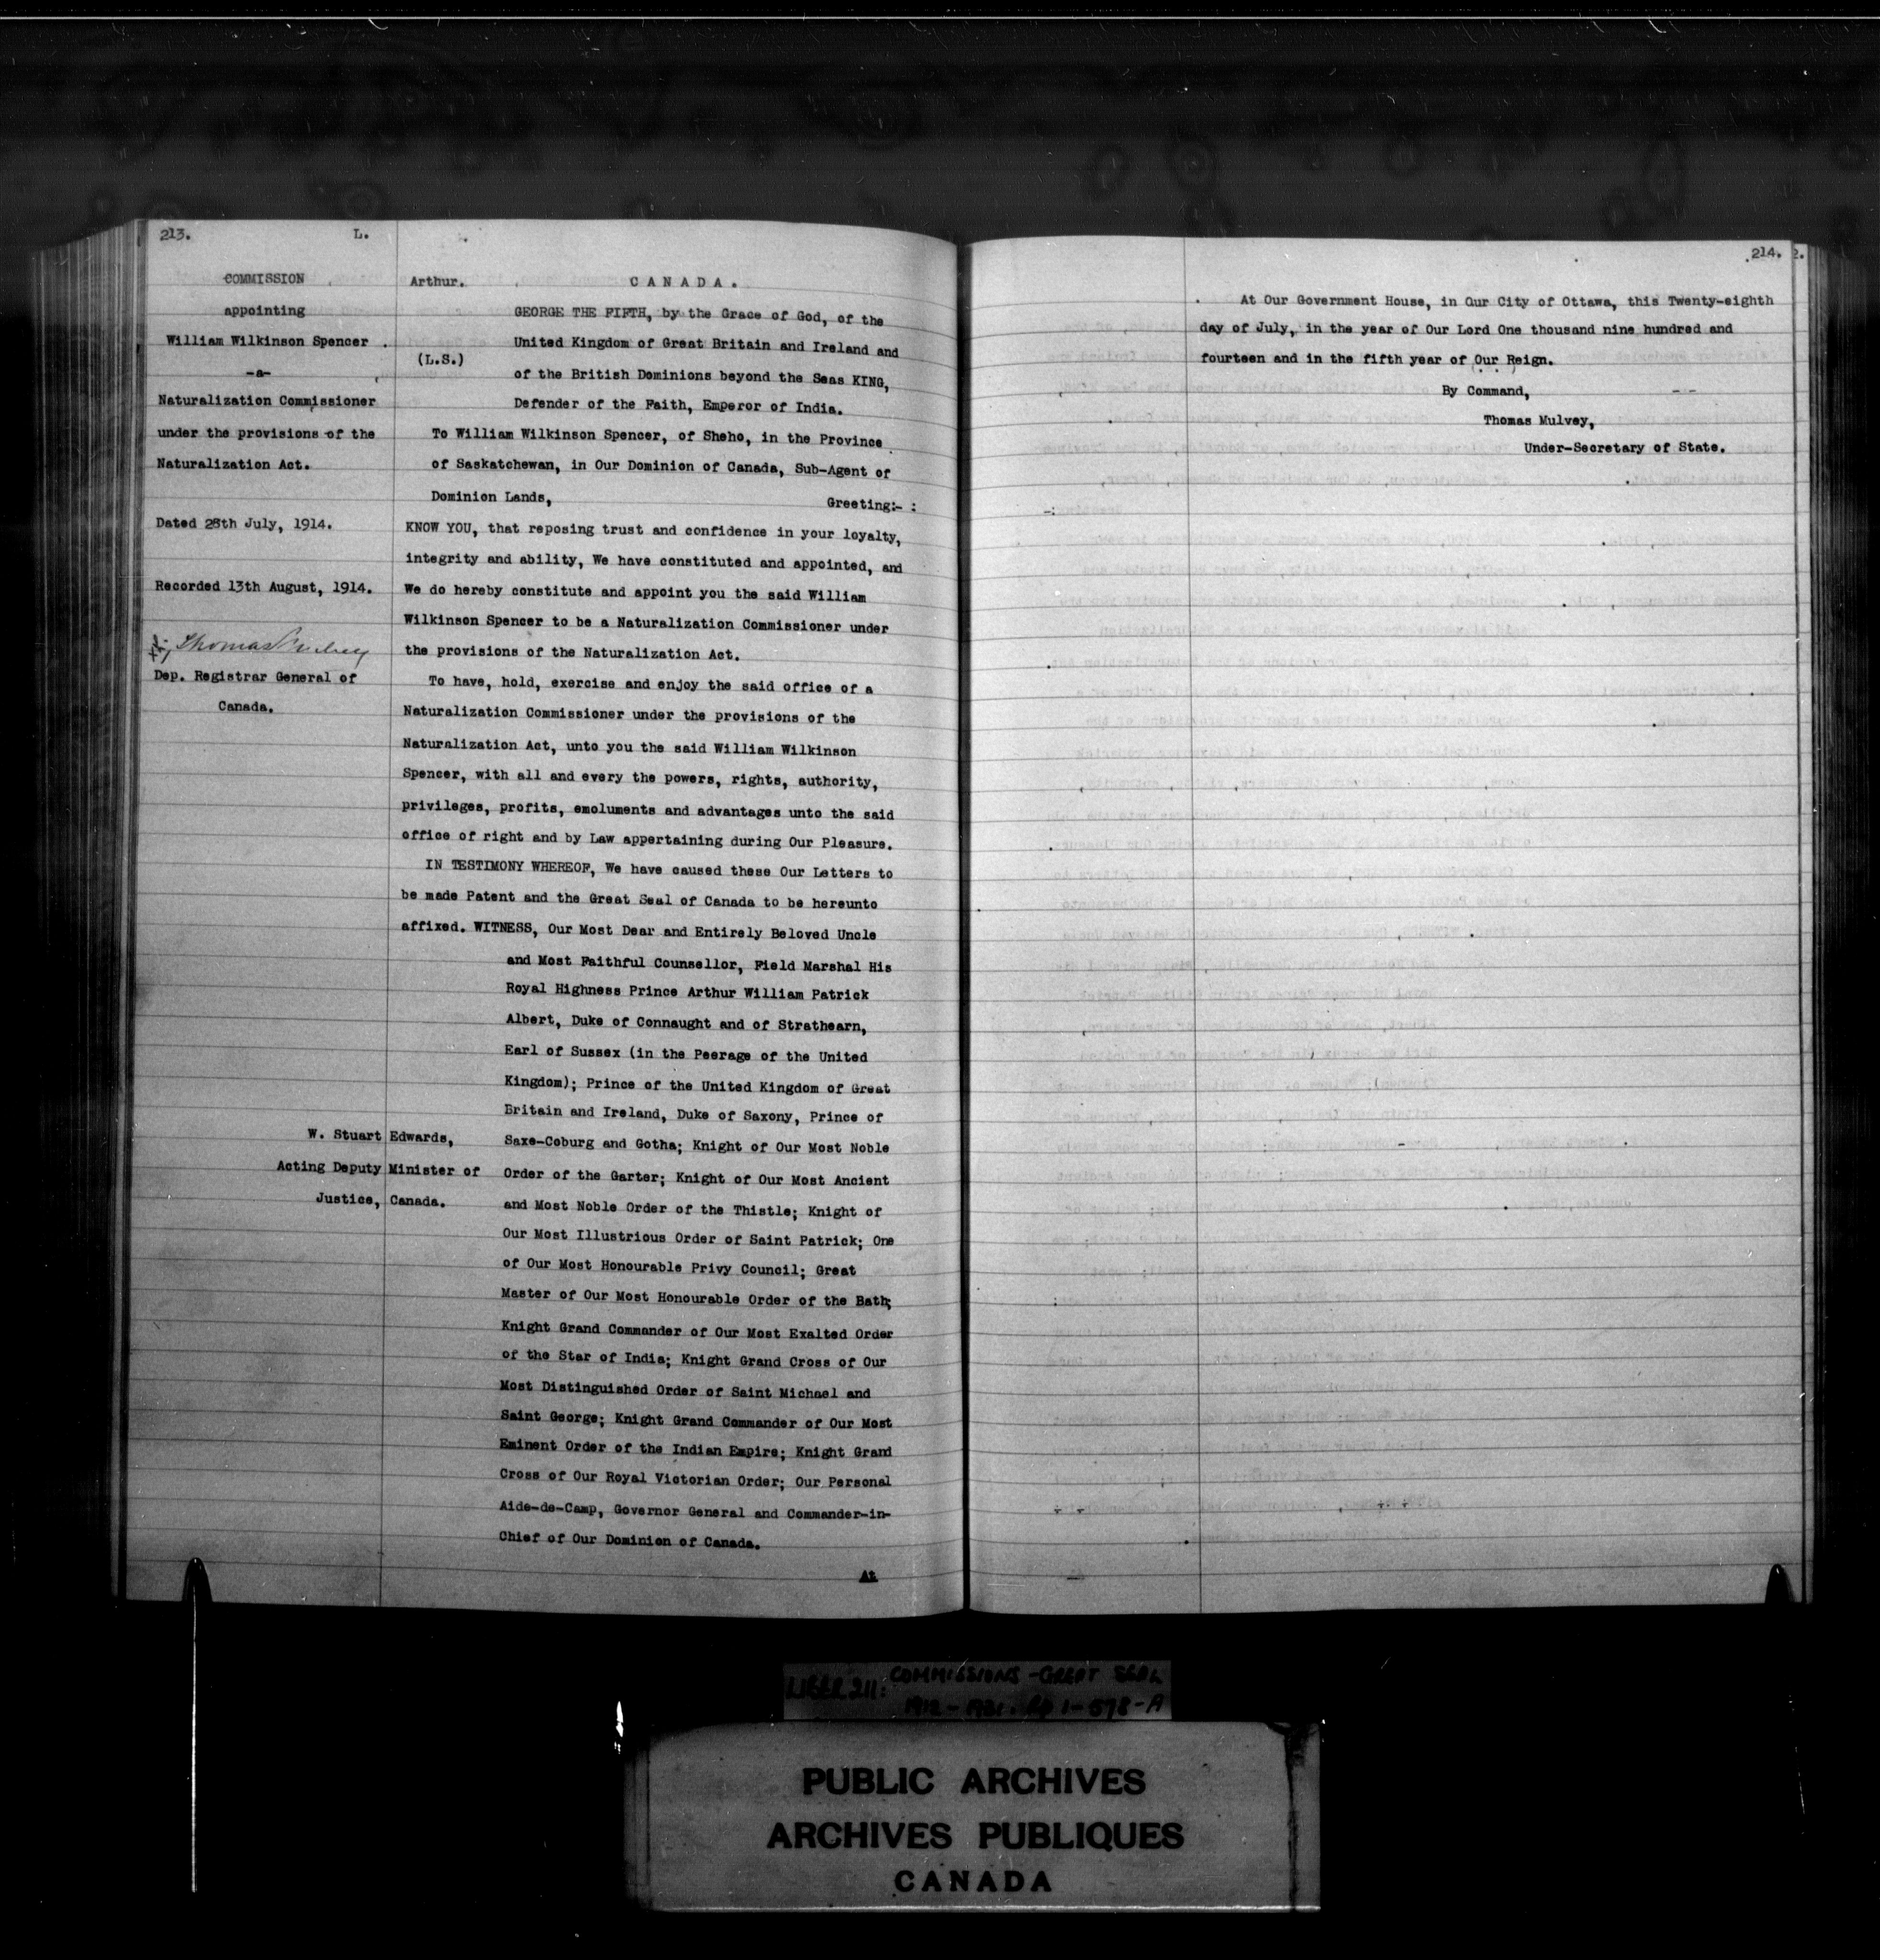 213.
L.
COMMISSION
appointing
William Wilkinson Spencer
-a-
Naturalization Commissioner
under the provisions of the
Naturalization Act.
Dated 28th July, 1914.
Recorded 13th August, 1914.
Thomas Mulvey
Dep. Registrar General of
Canada.
W. Stuart Edwards,
Acting Deputy Minister of
Justice, Canada.
Arthur.
(L.S.)
CANADA.
GEORGE THE FIFTH, by the Grace of God, of the
United Kingdom of Great Britain and Ireland and
of the British Dominions beyond the Seas KING,
Defender of the Faith, Emperor of India.
To William Wilkinson Spencer, of Sheho, in the Province
of Saskatchewan, in Our Dominion of Canada, Sub-Agent of
Dominion Lands, Greeting:- :
KNOW YOU, that reposing trust and confidence in your loyalty,
integrity and ability, We have constituted and appointed, and
We do hereby constitute and appoint you the said William
Wilkinson Spencer to be a Naturalization Commissioner under
the provisions of the Naturalization Act.
To have, hold, exercise and enjoy the said office of a
Naturalization Commissioner under the provisions of the
Naturalization Act, unto you the said William Wilkinson
Spencer, with all and every the powers, rights, authority,
privileges, profits, emoluments and advantages unto the said
office of right and by Law appertaining during Our Pleasure.
IN TESTIMONY WHEREOF, We have caused these Our Letters to
be made Patent and the Great Seal of Canada to be hereunto
affixed. WITNESS, Our Most Dear and Entirely Beloved Uncle
and Most Faithful Counsellor, Field Marshal His
Royal Highness Prince Arthur William Patrick
Albert, Duke of Connaught and of Strathearn,
Earl of Sussex (in the Peerage of the United
Kingdom); Prince of the United Kingdom of Great
Britain and Ireland, Duke of Saxony, Prince of
Saxe-Coburg and Gotha; Knight of Our Most Noble
Order of the Garter; Knight of Our Most Ancient
and Most Noble Order of the Thistle; Knight of
Our Most Illustrious Order of Saint Patrick; One
of Our Most Honourable Privy Council; Great
Master of Our Most Honourable Order of the Bath;
Knight Grand Commander of Our Most Exalted Order
of the Star of India; Knight Grand Cross of Our
Most Distinguished Order of Saint Michael and
Saint George; Knight Grand Commander of Our Most
Eminent Order of the Indian Empire; Knight Grand
Cross of Our Royal Victorian Order; Our Personal
Aide-de-Camp, Governor General and Commander-in-
Chief of Our Dominion of Canada.
At
214.
At Our Government House, in Our City of Ottawa, this Twenty-eighth
day of July, in the year of Our Lord One thousand nine hundred and
fourteen and in the fifth year of Our Reign.
By Command,
Thomas Mulvey,
Under-Secretary of State.
LIBER 211: COMMISSIONS - GREAT SEAL
1912 - 1921. pp 1-578-A
PUBLIC ARCHIVES
ARCHIVES PUBLIQUES
CANADA